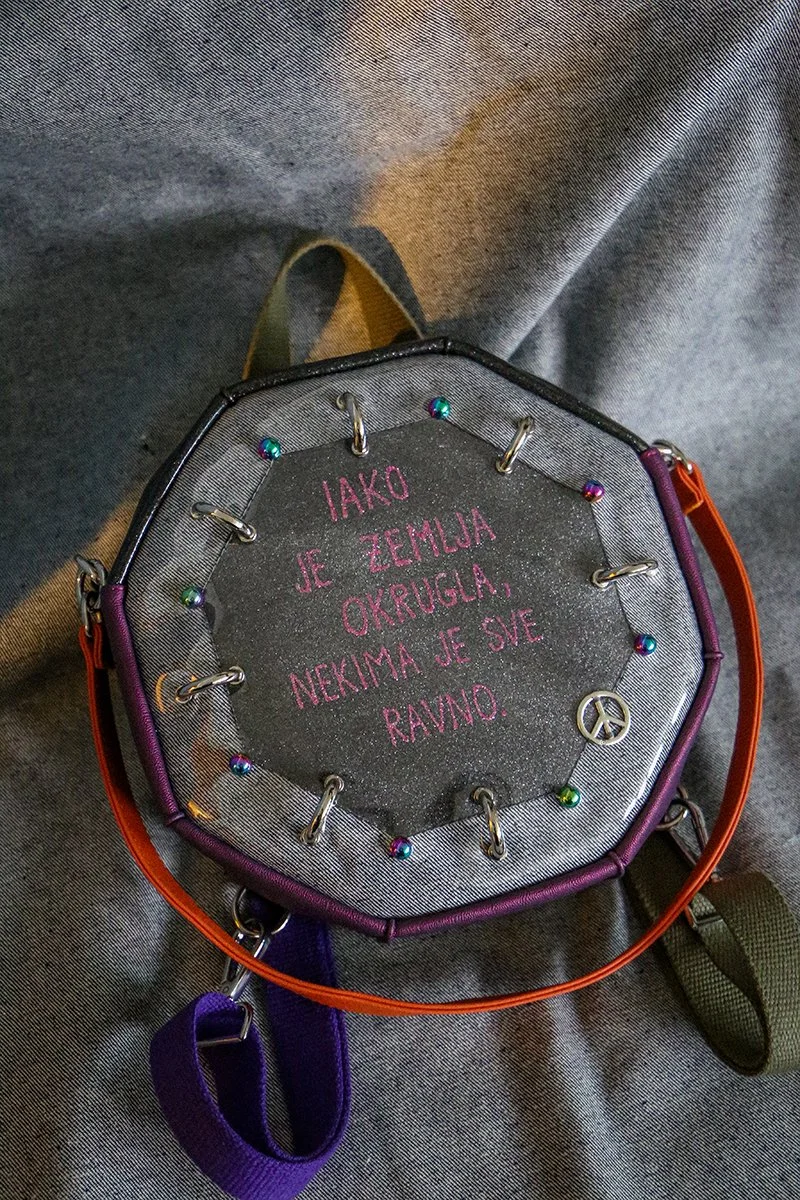 IAKO
JE ZEMLJA
OKRUGLA,
NEKIMA JE SVE
RAVNO.